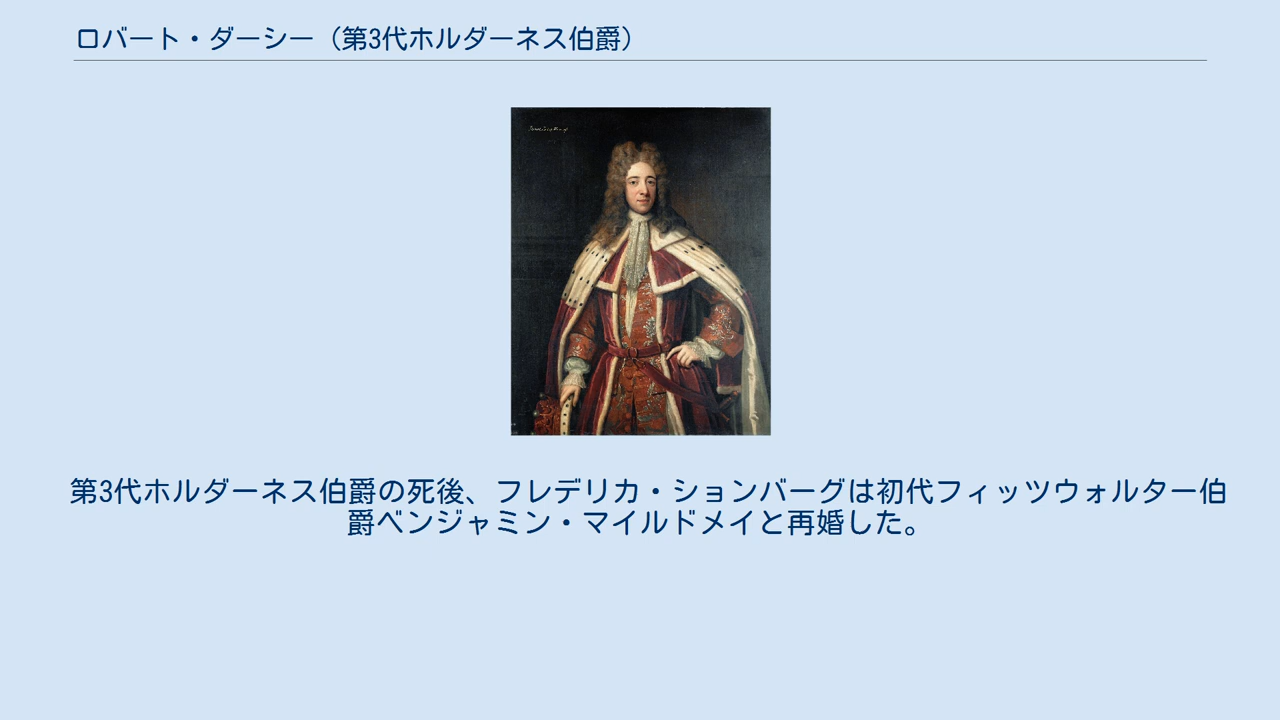 ロバート・ダーシー（第3代ホルダーネス伯爵）
第3代ホルダーネス伯爵の死後、フレデリカ・ションバーグは初代フィッツウォルター伯
爵ベンジャミン・マイルドメイと再婚した。